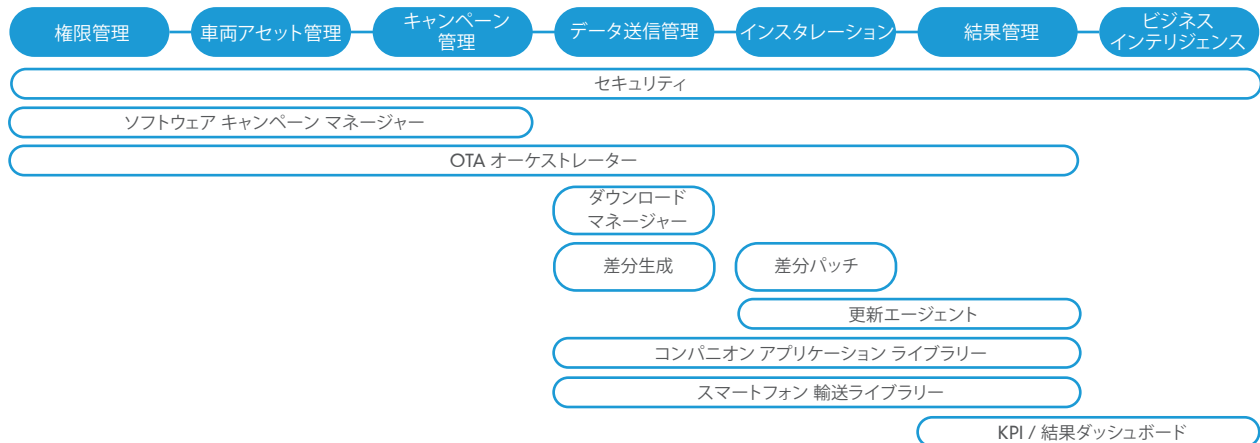 権限管理
車両アセット管理
キャンペーン
管理
データ送信管理
インスタレーション
結果管理
ビジネス
インテリジェンス
セキュリティ
ソフトウェア キャンペーン マネージャー
OTA オーケストレーター
ダウンロード
マネージャー
差分生成
差分パッチ
更新エージェント
コンパニオン アプリケーション ライブラリー
スマートフォン 輸送ライブラリー
KPI / 結果ダッシュボード